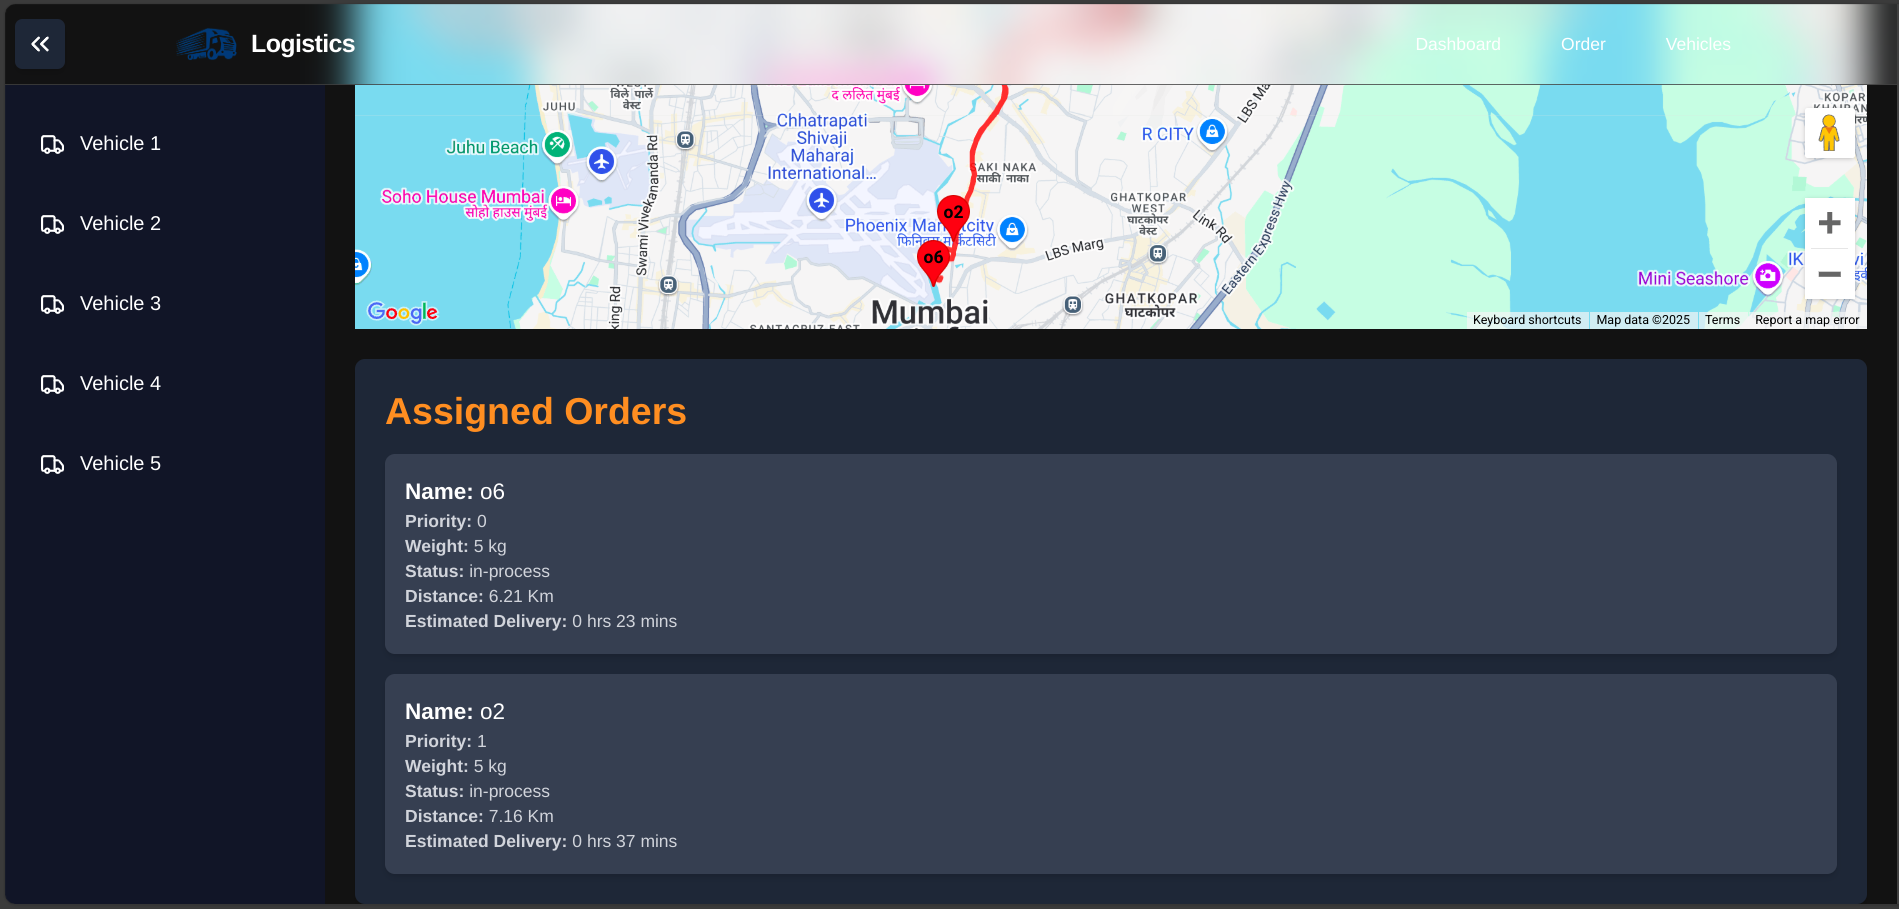 Logistics
Dashboard
Order
Vehicles
Vehicle 1
Vehicle 2
Vehicle 3
Vehicle 4
Vehicle 5
विले पार्ले
वेस्ट
JUHU
द ललित मुंबई
LBS Ma
KOPAR
Chhatrapati
Shivaji
Maharaj
International...
Juhu Beach
R CITY
SAKI NAKA
साकी नाका
Soho House Mumbai
सोहो हाउस मुंबई
Swami Vivekananda Rd
GHATKOPAR
WEST
घाटकोपर
वेस्ट
Link Rd
Eastern Express Hwy
o2
o6
LBS Marg
Mini Seashore
IK
Google
king Rd
Mumbai
GHATKOPAR
घाटकोपर
SANTACRUZ EAST
Keyboard shortcuts
Map data ©2025
Terms
Report a map error
Assigned Orders
Name: o6
Priority: 0
Weight: 5 kg
Status: in-process
Distance: 6.21 Km
Estimated Delivery: 0 hrs 23 mins
Name: o2
Priority: 1
Weight: 5 kg
Status: in-process
Distance: 7.16 Km
Estimated Delivery: 0 hrs 37 mins